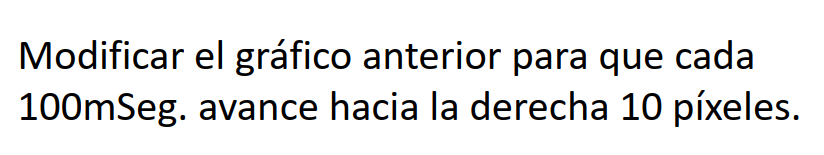 Modificar el gráfico anterior para que cada
100mSeg. avance hacia la derecha 10 píxeles.